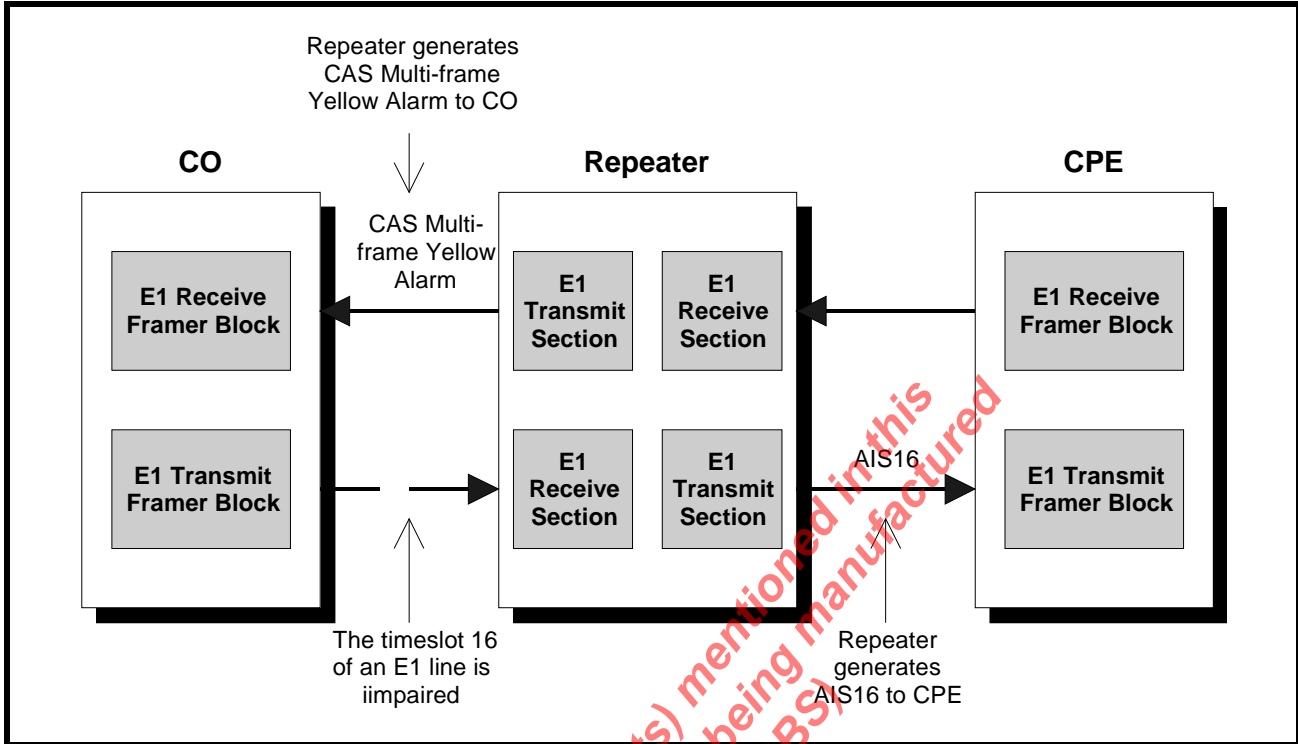 Repeater generates
CAS Multi-frame
Yellow Alarm to CO
CO
Repeater
CPE
CAS Multi-
frame Yellow
Alarm
E1 Receive
Framer Block
E1
Transmit
Section
E1
Receive
Section
E1 Receive
Framer Block
E1 Transmit
Framer Block
E1
Receive
Section
E1
Transmit
Section
AIS16
E1 Transmit
Framer Block
The timeslot 16
of an E1 line is
iimpaired
Repeater
generates
AIS16 to CPE
ts) mentioned in this
being manufactured
BS)